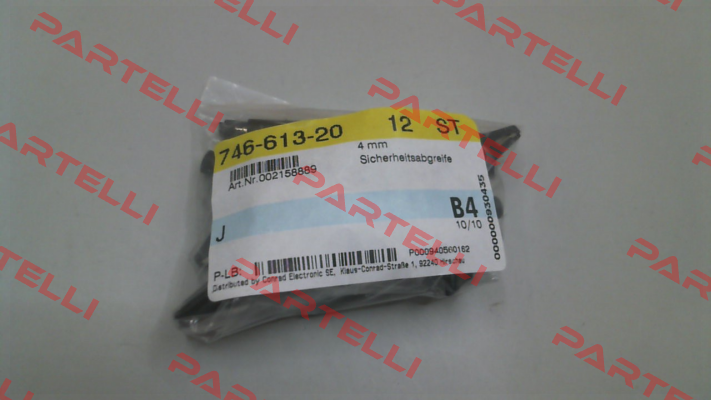 746-613-20 12 ST
4 mm
Sicherheitsabgreife
Art.Nr.002158889
J
B4
10/10
000000930435
P-LB:
P000940560162
Distributed by Conrad Electronic SE, Klaus-Conrad-Straße 1, 92240 Hirschau
PARTELLI
PARTELLI
PARTELLI
PARTELLI
PARTELLI
PARTELLI
PARTELLI
PARTELLI